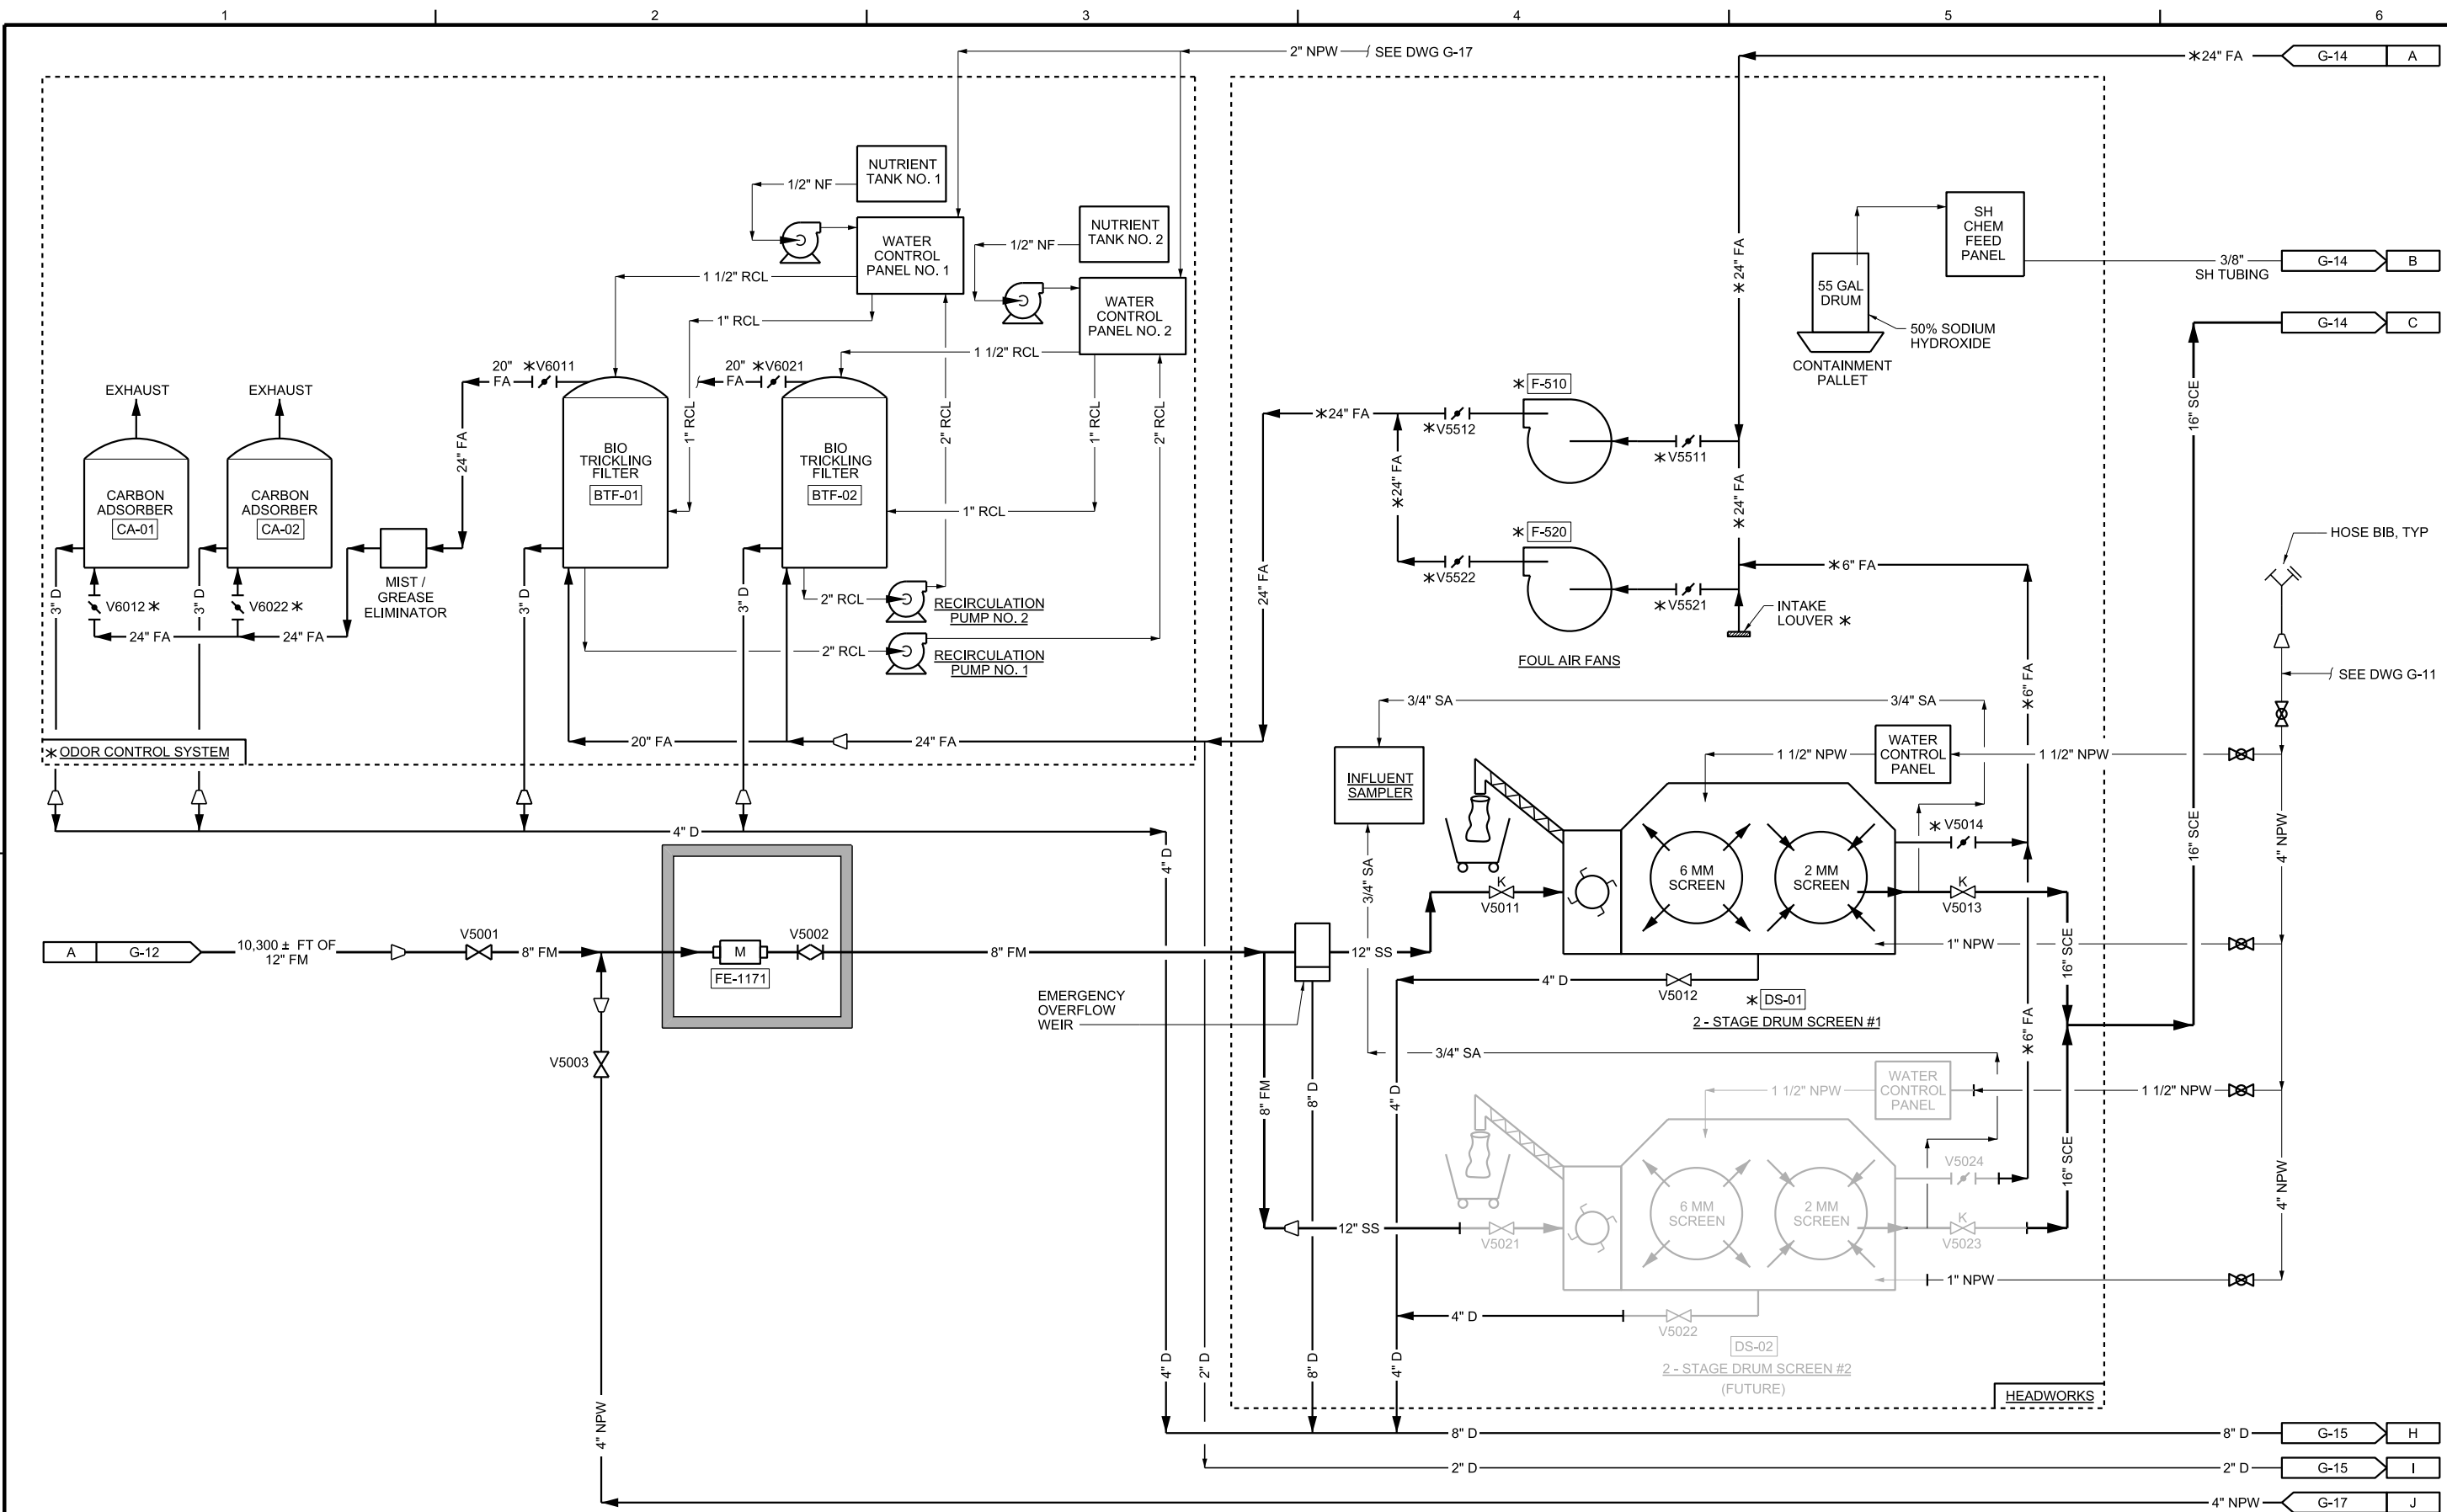 1
2
3
4
5
6
2" NPW
SEE DWG G-17
✱24" FA
G-14
A
NUTRIENT
TANK NO. 1
1/2" NF
WATER
CONTROL
PANEL NO. 1
NUTRIENT
TANK NO. 2
1/2" NF
WATER
CONTROL
PANEL NO. 2
1 1/2" RCL
1" RCL
1 1/2" RCL
1" RCL
2" RCL
1" RCL
2" RCL
✱24" FA
SH
CHEM
FEED
PANEL
55 GAL
DRUM
50% SODIUM
HYDROXIDE
CONTAINMENT
PALLET
3/8"
SH TUBING
G-14
B
G-14
C
EXHAUST
EXHAUST
20"
FA
✱V6011
20"
FA
✱V6021
24" FA
CARBON
ADSORBER
CA-01
CARBON
ADSORBER
CA-02
BIO
TRICKLING
FILTER
BTF-01
BIO
TRICKLING
FILTER
BTF-02
1" RCL
MIST /
GREASE
ELIMINATOR
V6012 ✱
V6022 ✱
24" FA
24" FA
3" D
3" D
3" D
3" D
2" RCL
RECIRCULATION
PUMP NO. 2
2" RCL
RECIRCULATION
PUMP NO. 1
20" FA
24" FA
24" FA
✱ ODOR CONTROL SYSTEM
✱24" FA
✱V5512
✱ F-510
✱V5511
✱24" FA
✱24" FA
✱V5522
✱ F-520
✱V5521
✱6" FA
INTAKE
LOUVER ✱
FOUL AIR FANS
✱6" FA
16" SCE
HOSE BIB, TYP
SEE DWG G-11
3/4" SA
3/4" SA
INFLUENT
SAMPLER
1 1/2" NPW
WATER
CONTROL
PANEL
1 1/2" NPW
✱ V5014
6 MM
SCREEN
2 MM
SCREEN
K
V5011
K
V5013
3/4" SA
16" SCE
4" NPW
4" D
4" D
A
G-12
10,300 ± FT OF
12" FM
V5001
8" FM
M
FE-1171
V5002
8" FM
12" SS
1" NPW
16" SCE
4" D
V5012
✱ DS-01
2 - STAGE DRUM SCREEN #1
EMERGENCY
OVERFLOW
WEIR
V5003
✱6" FA
3/4" SA
8" FM
8" D
4" D
1 1/2" NPW
WATER
CONTROL
PANEL
1 1/2" NPW
V5024
6 MM
SCREEN
2 MM
SCREEN
16" SCE
4" NPW
12" SS
V5021
K
V5023
1" NPW
4" D
V5022
DS-02
2 - STAGE DRUM SCREEN #2
(FUTURE)
HEADWORKS
4" NPW
4" D
2" D
8" D
4" D
8" D
8" D
G-15
H
2" D
2" D
G-15
I
4" NPW
G-17
J